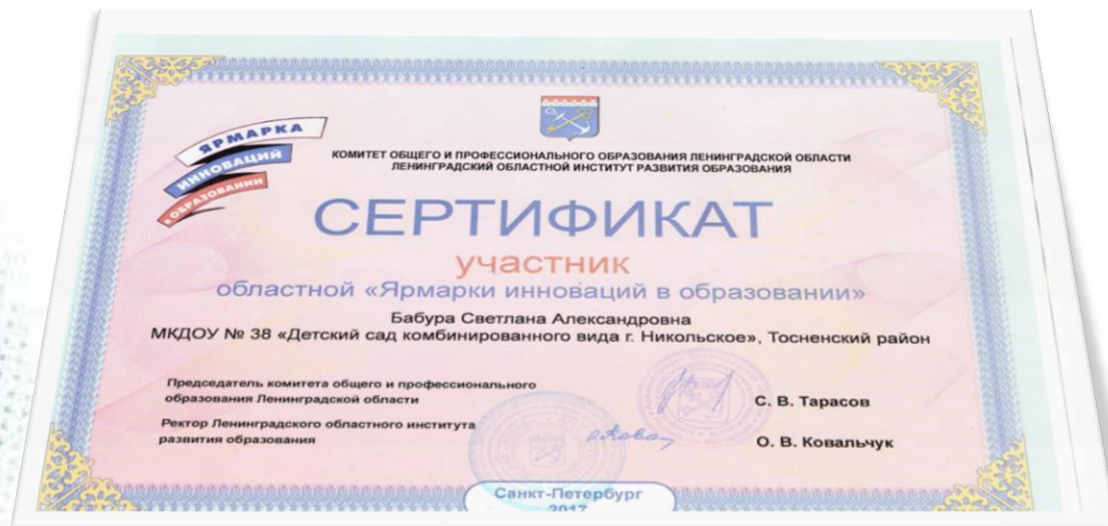 ЯРМАРКА
ИННОВАЦИЙ
В ОБРАЗОВАНИИ
КОМИТЕТ ОБЩЕГО И ПРОФЕССИОНАЛЬНОГО ОБРАЗОВАНИЯ ЛЕНИНГРАДСКОЙ ОБЛАСТИ
ЛЕНИНГРАДСКИЙ ОБЛАСТНОЙ ИНСТИТУТ РАЗВИТИЯ ОБРАЗОВАНИЯ
СЕРТИФИКАТ
участник
областной «Ярмарки инноваций в образовании»
Бабура Светлана Александровна
МКДОУ № 38 «Детский сад комбинированного вида г. Никольское», Тосненский район
Председатель комитета общего и профессионального
образования Ленинградской области
С. В. Тарасов
Ректор Ленинградского областного института
развития образования
О. В. Ковальчук
Санкт-Петербург
2017